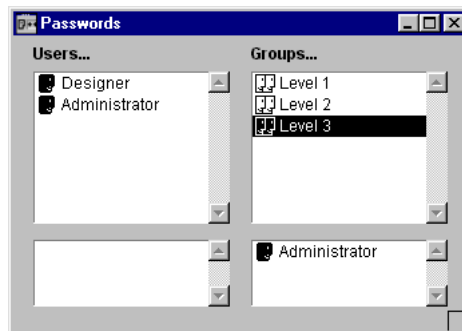 Passwords
Users...
Designer
Administrator
Groups...
Level 1
Level 2
Level 3
Administrator